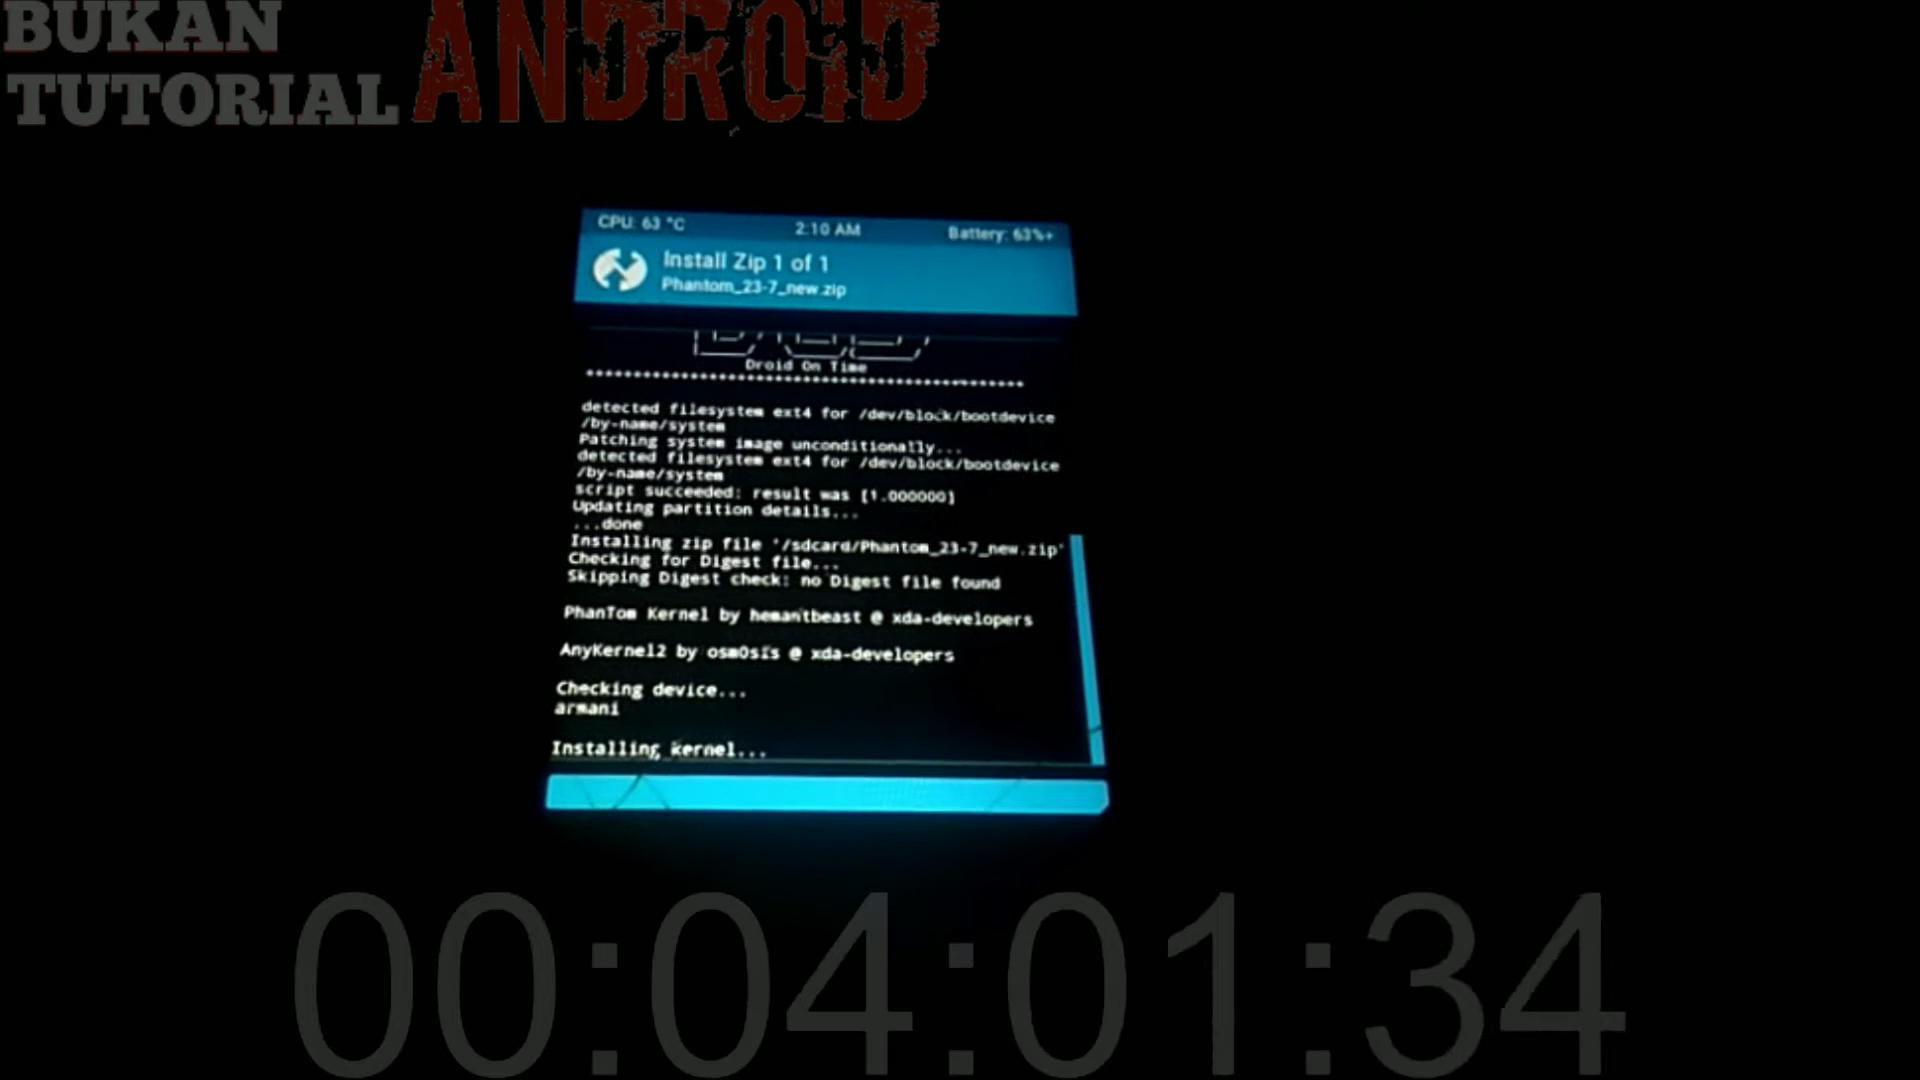 BUKAN
TUTORIAL ANDROID
CPU: 63 °C 2:10 AM Battery: 63%+
Install Zip 1 of 1
Phantom_23-7_new.zip
Droid On Time
detected filesystem ext4 for /dev/block/bootdevice
/by-name/system
Patching system image unconditionally...
detected filesystem ext4 for /dev/block/bootdevice
/by-name/system
script succeeded: result was [1.000000]
Updating partition details...
...done
Installing zip file '/sdcard/Phantom_23-7_new.zip'
Checking for Digest file...
Skipping Digest check: no Digest file found
PhanTom Kernel by hemantbeast @ xda-developers
AnyKernel2 by osm0sis @ xda-developers
Checking device...
armani
Installing kernel...
00:04:01:34